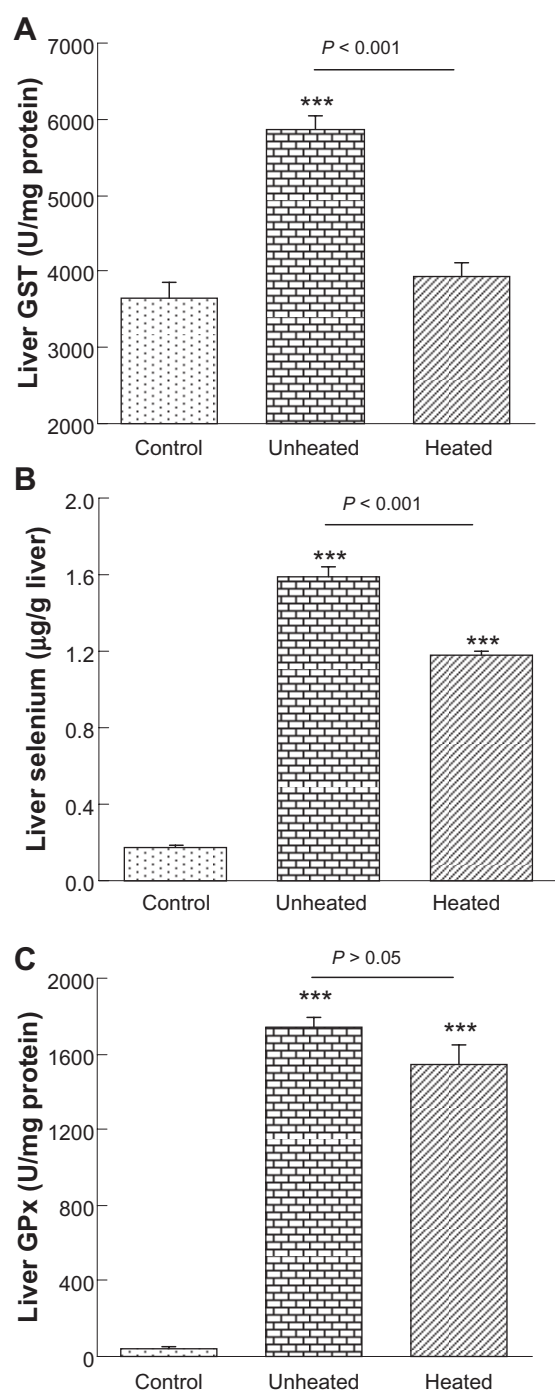 A
Liver GST (U/mg protein)
7000
6000
5000
4000
3000
2000
P < 0.001
***
Control Unheated Heated
B
Liver selenium (μg/g liver)
2.0
1.6
1.2
0.8
0.4
0.0
P < 0.001
***
***
Control Unheated Heated
C
Liver GPx (U/mg protein)
2000
1600
1200
800
400
0
P > 0.05
***
***
Control Unheated Heated